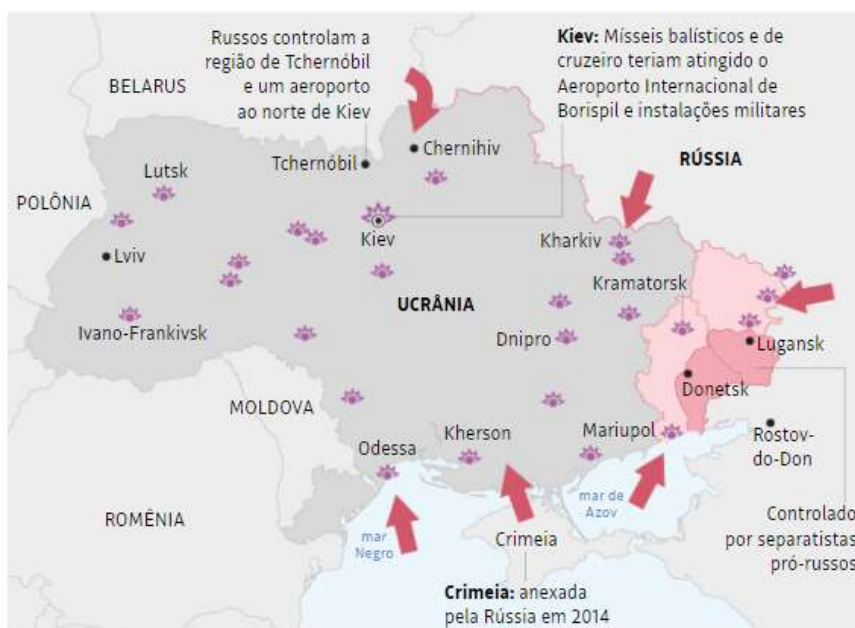 Russos controlam a
região de Tchernóbil
e um aeroporto
ao norte de Kiev
Kiev: Mísseis balísticos e de
cruzeiro teriam atingido o
Aeroporto Internacional de
Borispil e instalações militares
BELARUS
Chernihiv
Tchernóbil
RÚSSIA
Lutsk
POLÔNIA
Kiev
Kharkiv
Lviv
Kramatorsk
UCRÂNIA
Ivano-Frankivsk
Dnipro
Lugansk
Donetsk
MOLDOVA
Kherson
Mariupol
Rostov-
do-Don
Odessa
mar de
Azov
ROMÊNIA
mar
Negro
Crimeia
Controlado
por separatistas
pró-russos
Crimeia: anexada
pela Rússia em 2014